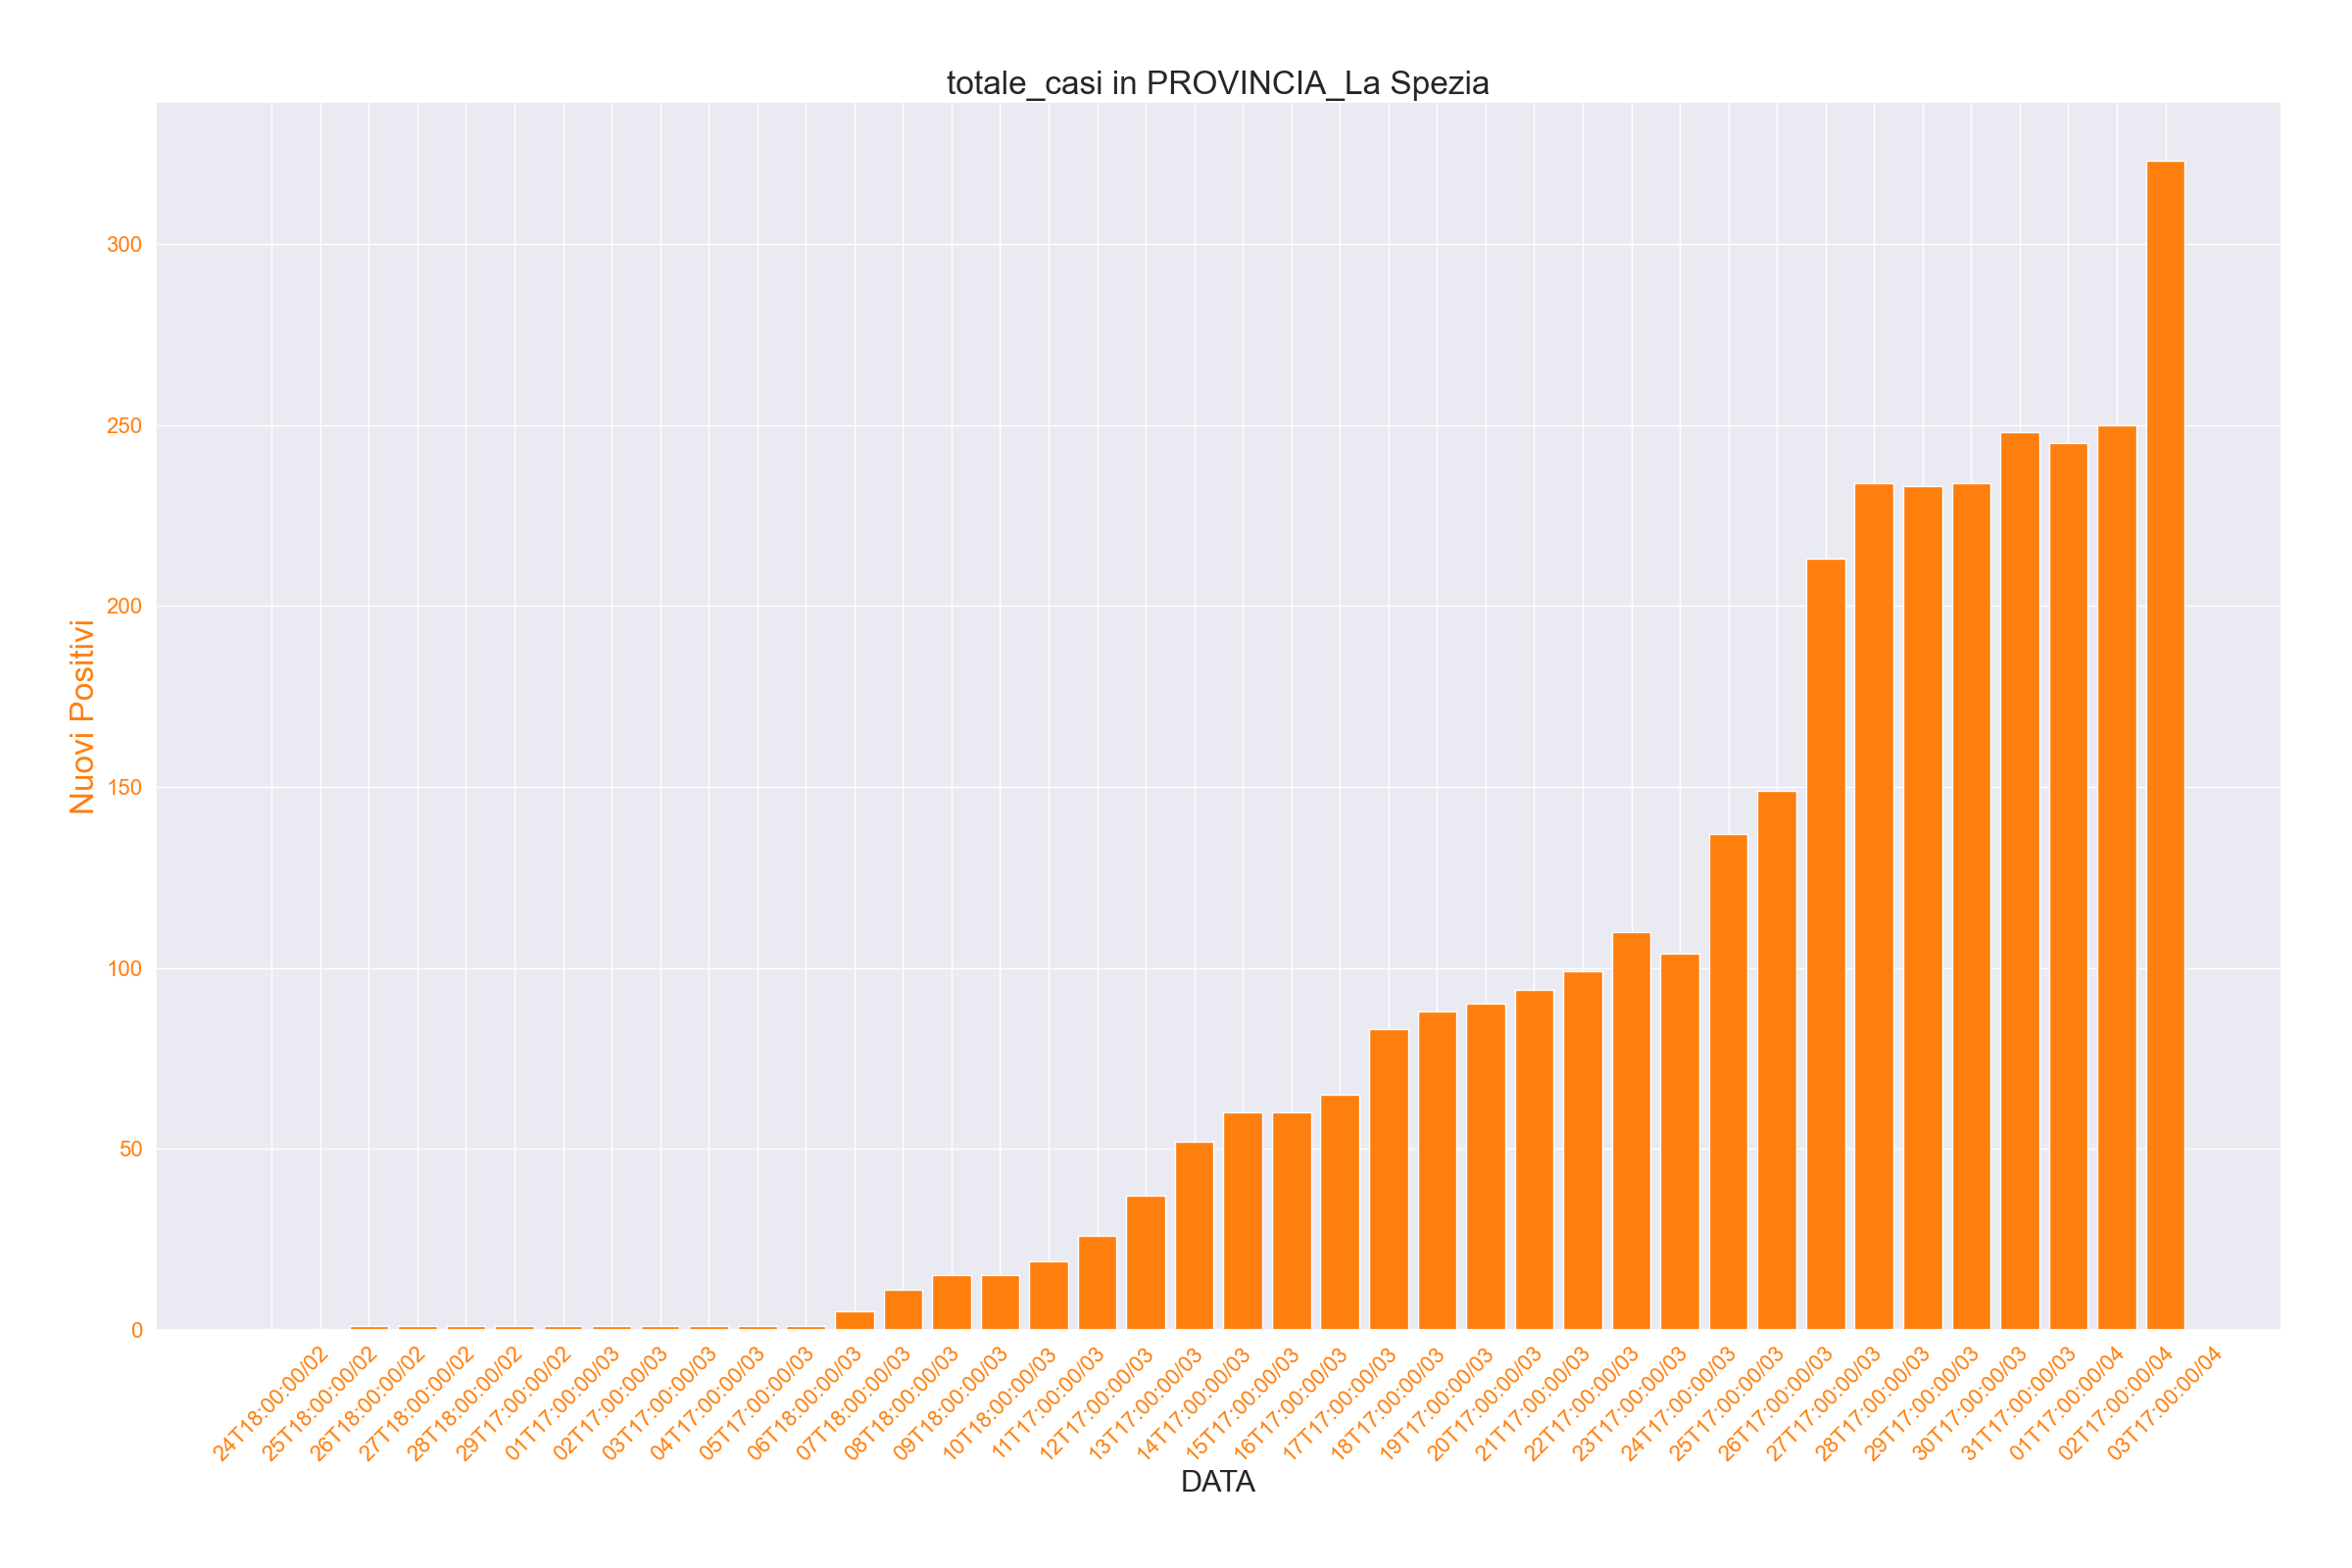 totale_casi in PROVINCIA_La Spezia
Nuovi Positivi
300
250
200
150
100
50
0
24T18:00:00/02
25T18:00:00/02
26T18:00:00/02
27T18:00:00/02
28T18:00:00/02
29T17:00:00/02
01T17:00:00/03
02T17:00:00/03
03T17:00:00/03
04T17:00:00/03
05T17:00:00/03
06T18:00:00/03
07T18:00:00/03
08T18:00:00/03
09T18:00:00/03
10T18:00:00/03
11T17:00:00/03
12T17:00:00/03
13T17:00:00/03
14T17:00:00/03
15T17:00:00/03
16T17:00:00/03
17T17:00:00/03
18T17:00:00/03
19T17:00:00/03
20T17:00:00/03
21T17:00:00/03
22T17:00:00/03
23T17:00:00/03
24T17:00:00/03
25T17:00:00/03
26T17:00:00/03
27T17:00:00/03
28T17:00:00/03
29T17:00:00/03
30T17:00:00/03
31T17:00:00/03
01T17:00:00/04
02T17:00:00/04
03T17:00:00/04
DATA